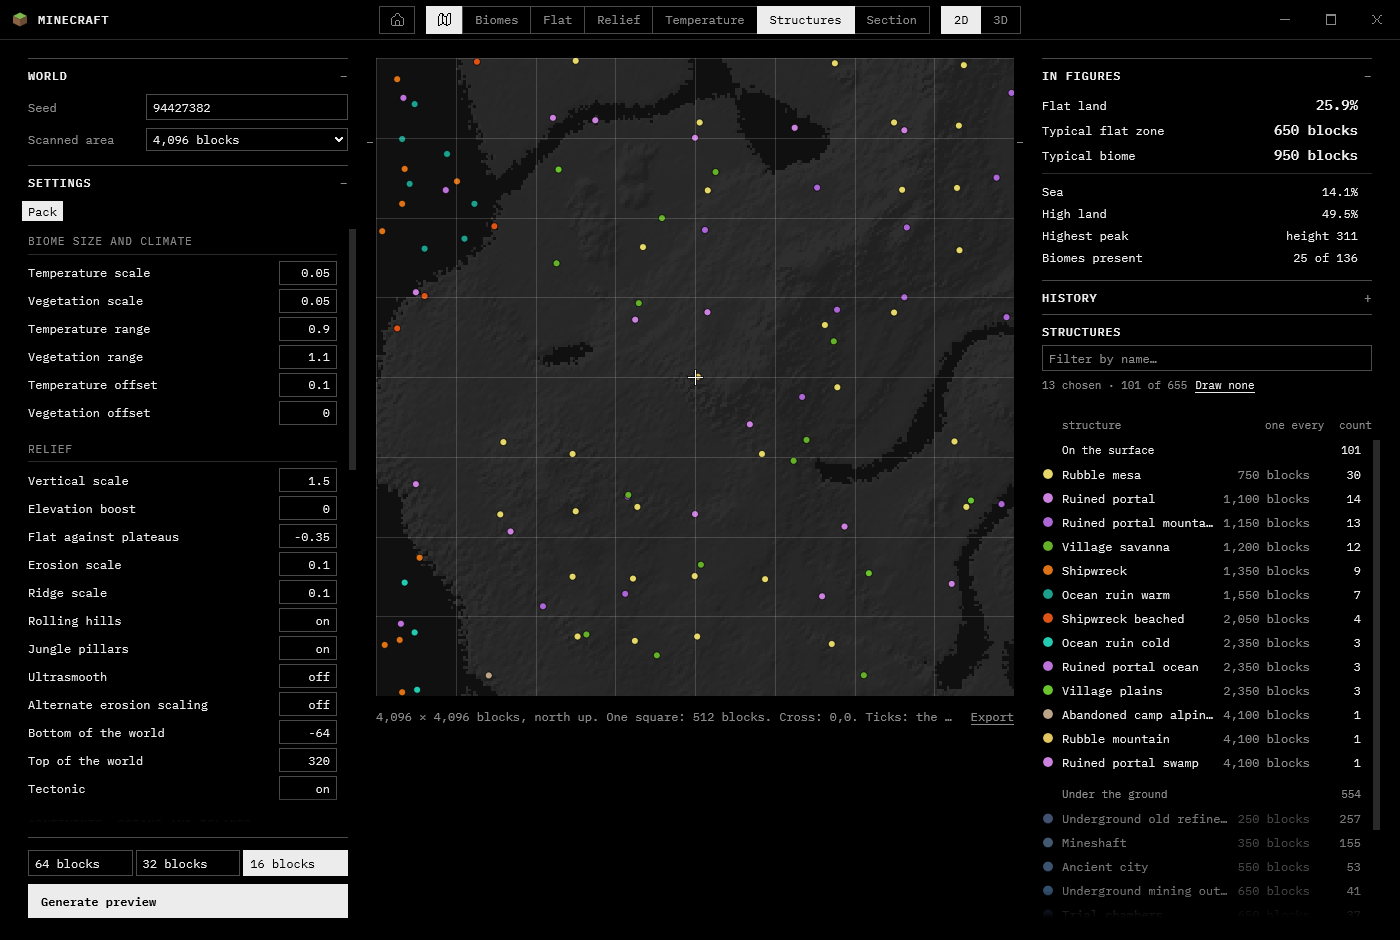 MINECRAFT
Biomes Flat Relief Temperature Structures Section 2D 3D
WORLD
Seed 94427382
Scanned area 4,096 blocks
SETTINGS
Pack
BIOME SIZE AND CLIMATE
Temperature scale 0.05
Vegetation scale 0.05
Temperature range 0.9
Vegetation range 1.1
Temperature offset 0.1
Vegetation offset 0
RELIEF
Vertical scale 1.5
Elevation boost 0
Flat against plateaus -0.35
Erosion scale 0.1
Ridge scale 0.1
Rolling hills on
Jungle pillars on
Ultrasmooth off
Alternate erosion scaling off
Bottom of the world -64
Top of the world 320
Tectonic on
64 blocks 32 blocks 16 blocks
Generate preview
4,096 × 4,096 blocks, north up. One square: 512 blocks. Cross: 0,0. Ticks: the … Export
IN FIGURES
Flat land 25.9%
Typical flat zone 650 blocks
Typical biome 950 blocks
Sea 14.1%
High land 49.5%
Highest peak height 311
Biomes present 25 of 136
HISTORY
STRUCTURES
Filter by name…
13 chosen · 101 of 655 Draw none
structure one every count
On the surface 101
Rubble mesa 750 blocks 30
Ruined portal 1,100 blocks 14
Ruined portal mounta… 1,150 blocks 13
Village savanna 1,200 blocks 12
Shipwreck 1,350 blocks 9
Ocean ruin warm 1,550 blocks 7
Shipwreck beached 2,050 blocks 4
Ocean ruin cold 2,350 blocks 3
Ruined portal ocean 2,350 blocks 3
Village plains 2,350 blocks 3
Abandoned camp alpin… 4,100 blocks 1
Rubble mountain 4,100 blocks 1
Ruined portal swamp 4,100 blocks 1
Under the ground 554
Underground old refine… 250 blocks 257
Mineshaft 350 blocks 155
Ancient city 550 blocks 53
Underground mining out… 650 blocks 41
Trial chambers 650 blocks 37